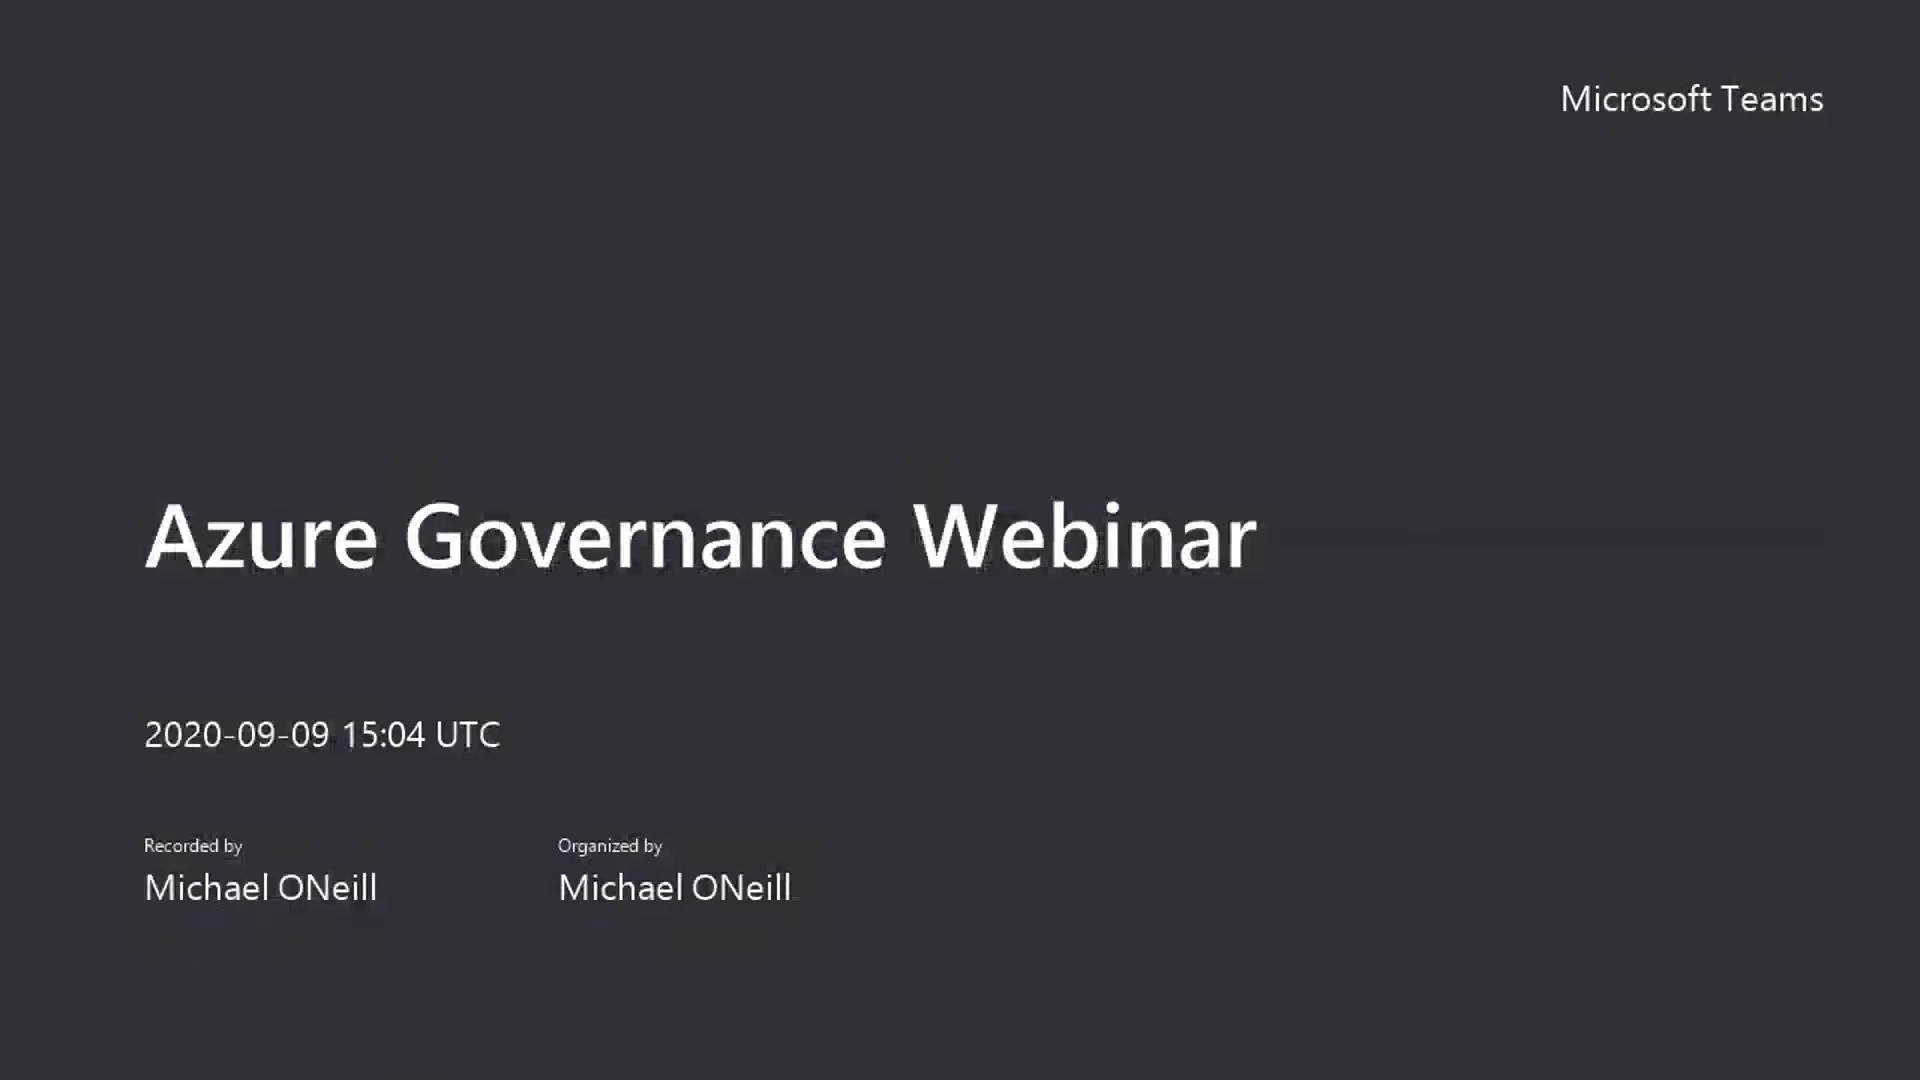 Microsoft Teams
Azure Governance Webinar
2020-09-09 15:04 UTC
Recorded by
Michael ONeill
Organized by
Michael ONeill